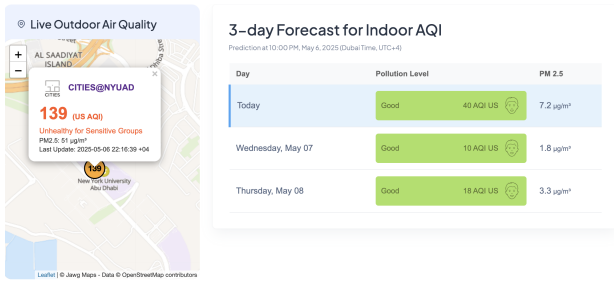 Live Outdoor Air Quality
+
−
AL SAADIYAT
ISLAND
×
CITIES
CITIES@NYUAD
139 (US AQI)
Unhealthy for Sensitive Groups
PM2.5: 51 µg/m³
Last Update: 2025-05-06 22:16:39 +04
139
New York University
Abu Dhabi
Leaflet | © Jawg Maps - Data © OpenStreetMap contributors
3-day Forecast for Indoor AQI
Prediction at 10:00 PM, May 6, 2025 (Dubai Time, UTC+4)
Day Pollution Level PM 2.5
Today Good 40 AQI US 7.2 µg/m³
Wednesday, May 07 Good 10 AQI US 1.8 µg/m³
Thursday, May 08 Good 18 AQI US 3.3 µg/m³